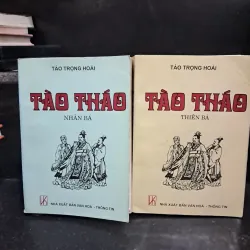 TÀO TRỌNG HOÀI
TÀO THÁO
NHÂN BÁ
NHÀ XUẤT BẢN VĂN HÓA - THÔNG TIN
TÀO TRỌNG HOÀI
TÀO THÁO
THIÊN BÁ
NHÀ XUẤT BẢN VĂN HÓA - THÔNG TIN